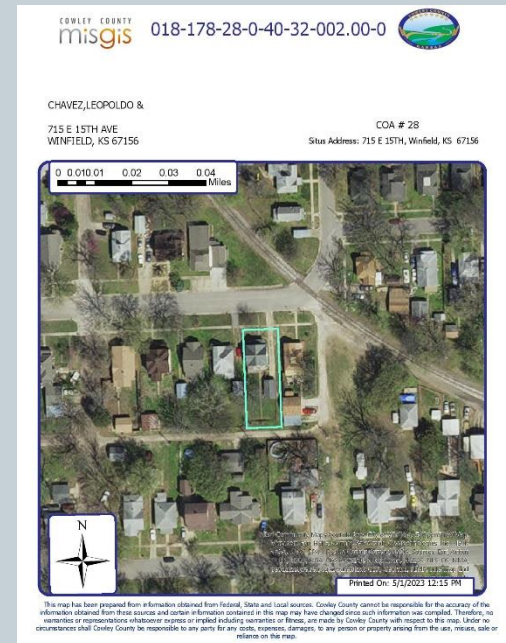 COWLEY COUNTY
misgis
018-178-28-0-40-32-002.00-0
CHAVEZ,LEOPOLDO &
715 E 15TH AVE
WINFIELD, KS 67156
COA # 28
Situs Address: 715 E 15TH, Winfield, KS 67156
0 0.010.01 0.02 0.03 0.04
Miles
N
Printed On: 5/1/2023 12:15 PM
This map has been prepared from information obtained from Federal, State and Local sources. Cowley County cannot be responsible for the accuracy of the
information obtained from these sources and certain information contained in this map may have changed since such information was compiled. Therefore, no
warranties or representations whatsoever express or implied including warranties or fitness, are made by Cowley County with respect to this map. Under no
circumstances shall Cowley County be responsible to any party for any costs, expenses, damages, to any person or property arising from the use, misuse, sale or
reliance on this map.